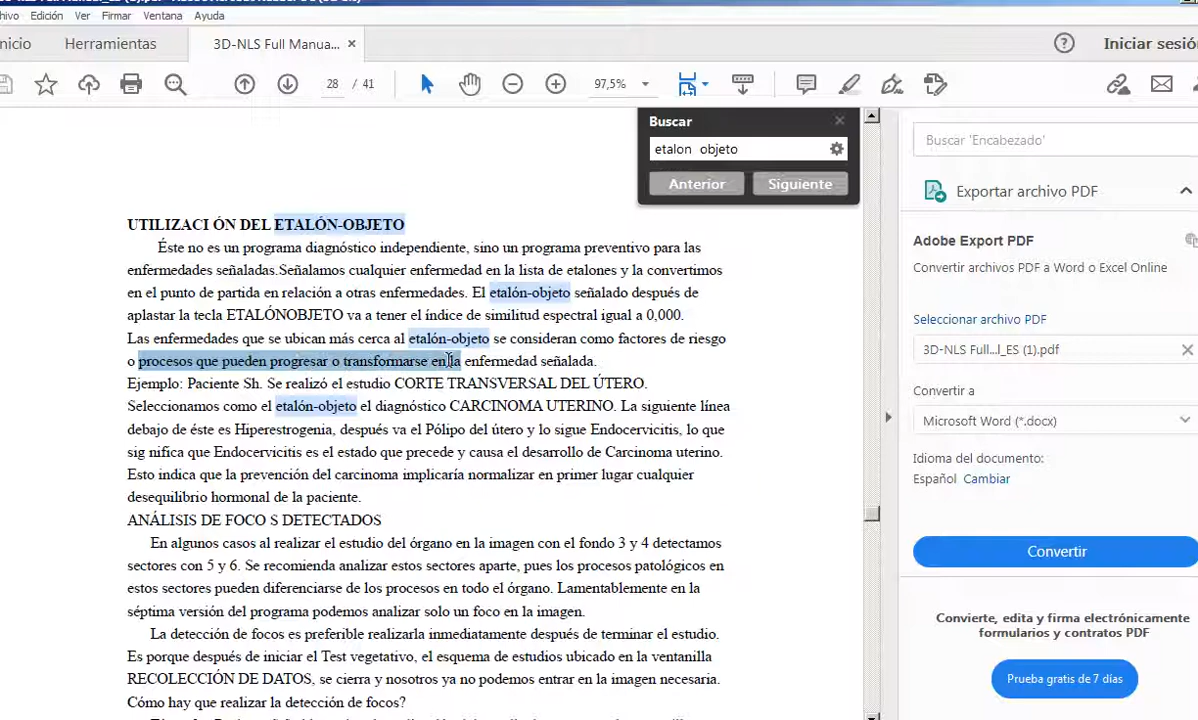 chivo Edición Ver Firmar Ventana Ayuda
nicio Herramientas 3D-NLS Full Manua... × Iniciar sesió
28 / 41 97,5%
Buscar
etalon objeto
Anterior Siguiente
UTILIZACI ÓN DEL ETALÓN-OBJETO
Éste no es un programa diagnóstico independiente, sino un programa preventivo para las
enfermedades señaladas.Señalamos cualquier enfermedad en la lista de etalones y la convertimos
en el punto de partida en relación a otras enfermedades. El etalón-objeto señalado después de
aplastar la tecla ETALÓNOBJETO va a tener el índice de similitud espectral igual a 0,000.
Las enfermedades que se ubican más cerca al etalón-objeto se consideran como factores de riesgo
o procesos que pueden progresar o transformarse en la enfermedad señalada.
Ejemplo: Paciente Sh. Se realizó el estudio CORTE TRANSVERSAL DEL ÚTERO.
Seleccionamos como el etalón-objeto el diagnóstico CARCINOMA UTERINO. La siguiente línea
debajo de éste es Hiperestrogenia, después va el Pólipo del útero y lo sigue Endocervicitis, lo que
sig nifica que Endocervicitis es el estado que precede y causa el desarrollo de Carcinoma uterino.
Esto indica que la prevención del carcinoma implicaría normalizar en primer lugar cualquier
desequilibrio hormonal de la paciente.
ANÁLISIS DE FOCO S DETECTADOS
En algunos casos al realizar el estudio del órgano en la imagen con el fondo 3 y 4 detectamos
sectores con 5 y 6. Se recomienda analizar estos sectores aparte, pues los procesos patológicos en
estos sectores pueden diferenciarse de los procesos en todo el órgano. Lamentablemente en la
séptima versión del programa podemos analizar solo un foco en la imagen.
La detección de focos es preferible realizarla inmediatamente después de terminar el estudio.
Es porque después de iniciar el Test vegetativo, el esquema de estudios ubicado en la ventanilla
RECOLECCIÓN DE DATOS, se cierra y nosotros ya no podemos entrar en la imagen necesaria.
Cómo hay que realizar la detección de focos?
Buscar 'Encabezado'
Exportar archivo PDF
Adobe Export PDF
Convertir archivos PDF a Word o Excel Online
Seleccionar archivo PDF
3D-NLS Full...l_ES (1).pdf
Convertir a
Microsoft Word (*.docx)
Idioma del documento:
Español Cambiar
Convertir
Convierte, edita y firma electrónicamente
formularios y contratos PDF
Prueba gratis de 7 días